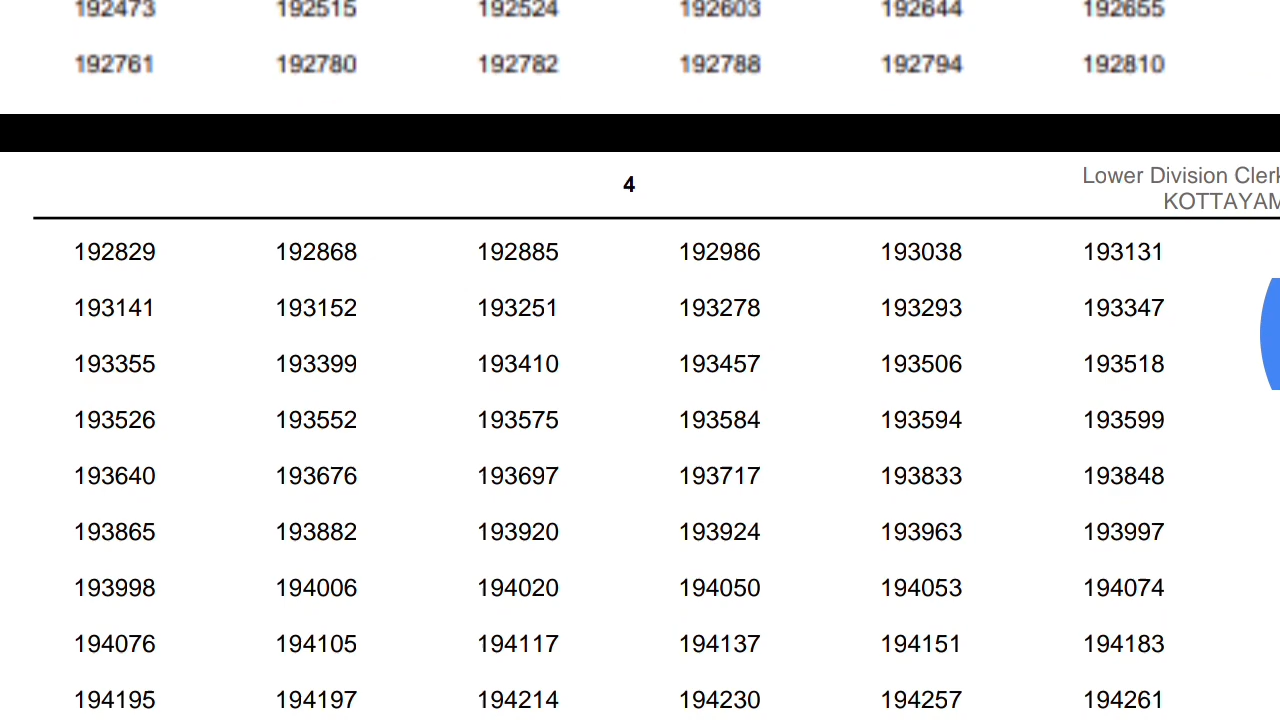 192473 192515 192524 192603 192644 192655
192761 192780 192782 192788 192794 192810
4
Lower Division Clerk
KOTTAYAM
192829 192868 192885 192986 193038 193131
193141 193152 193251 193278 193293 193347
193355 193399 193410 193457 193506 193518
193526 193552 193575 193584 193594 193599
193640 193676 193697 193717 193833 193848
193865 193882 193920 193924 193963 193997
193998 194006 194020 194050 194053 194074
194076 194105 194117 194137 194151 194183
194195 194197 194214 194230 194257 194261